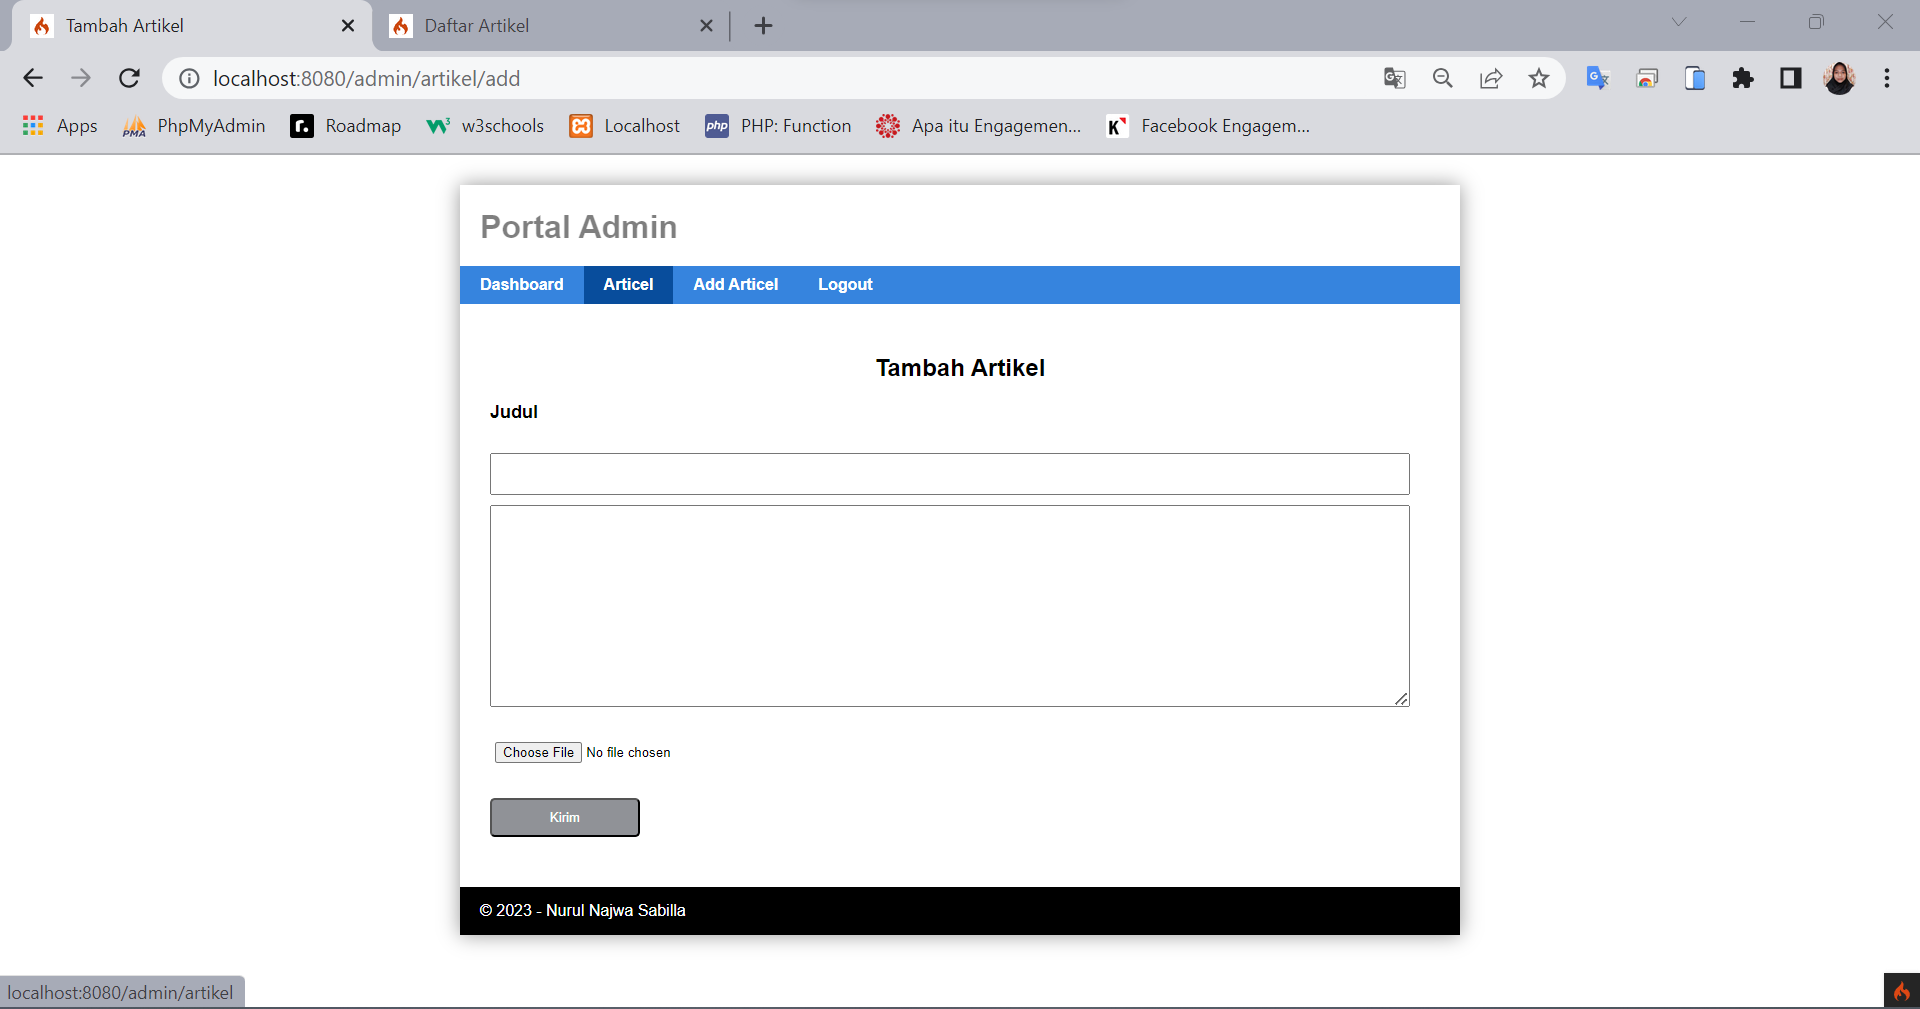 Tambah Artikel
Daftar Artikel
localhost:8080/admin/artikel/add
Apps
PMA
PhpMyAdmin
r.
Roadmap
w3schools
Localhost
php
PHP: Function
Apa itu Engagemen...
K
Facebook Engagem...
Portal Admin
Dashboard
Articel
Add Articel
Logout
Tambah Artikel
Judul
Choose File No file chosen
Kirim
© 2023 - Nurul Najwa Sabilla
localhost:8080/admin/artikel